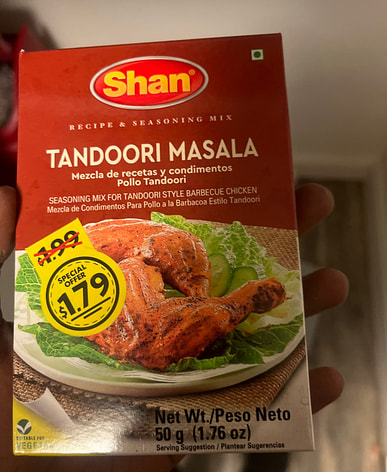 Shan®
RECIPE & SEASONING MIX
TANDOORI MASALA
Mezcla de recetas y condimentos
Pollo Tandoori
SEASONING MIX FOR TANDOORI STYLE BARBECUE CHICKEN
Mezcla de Condimentos Para Pollo a la Barbacoa Estilo Tandoori
$1.99
SPECIAL
OFFER
$1.79
Net Wt./Peso Neto
50 g (1.76 oz)
Serving Suggestion / Plantear Sugerencias
SUITABLE FOR